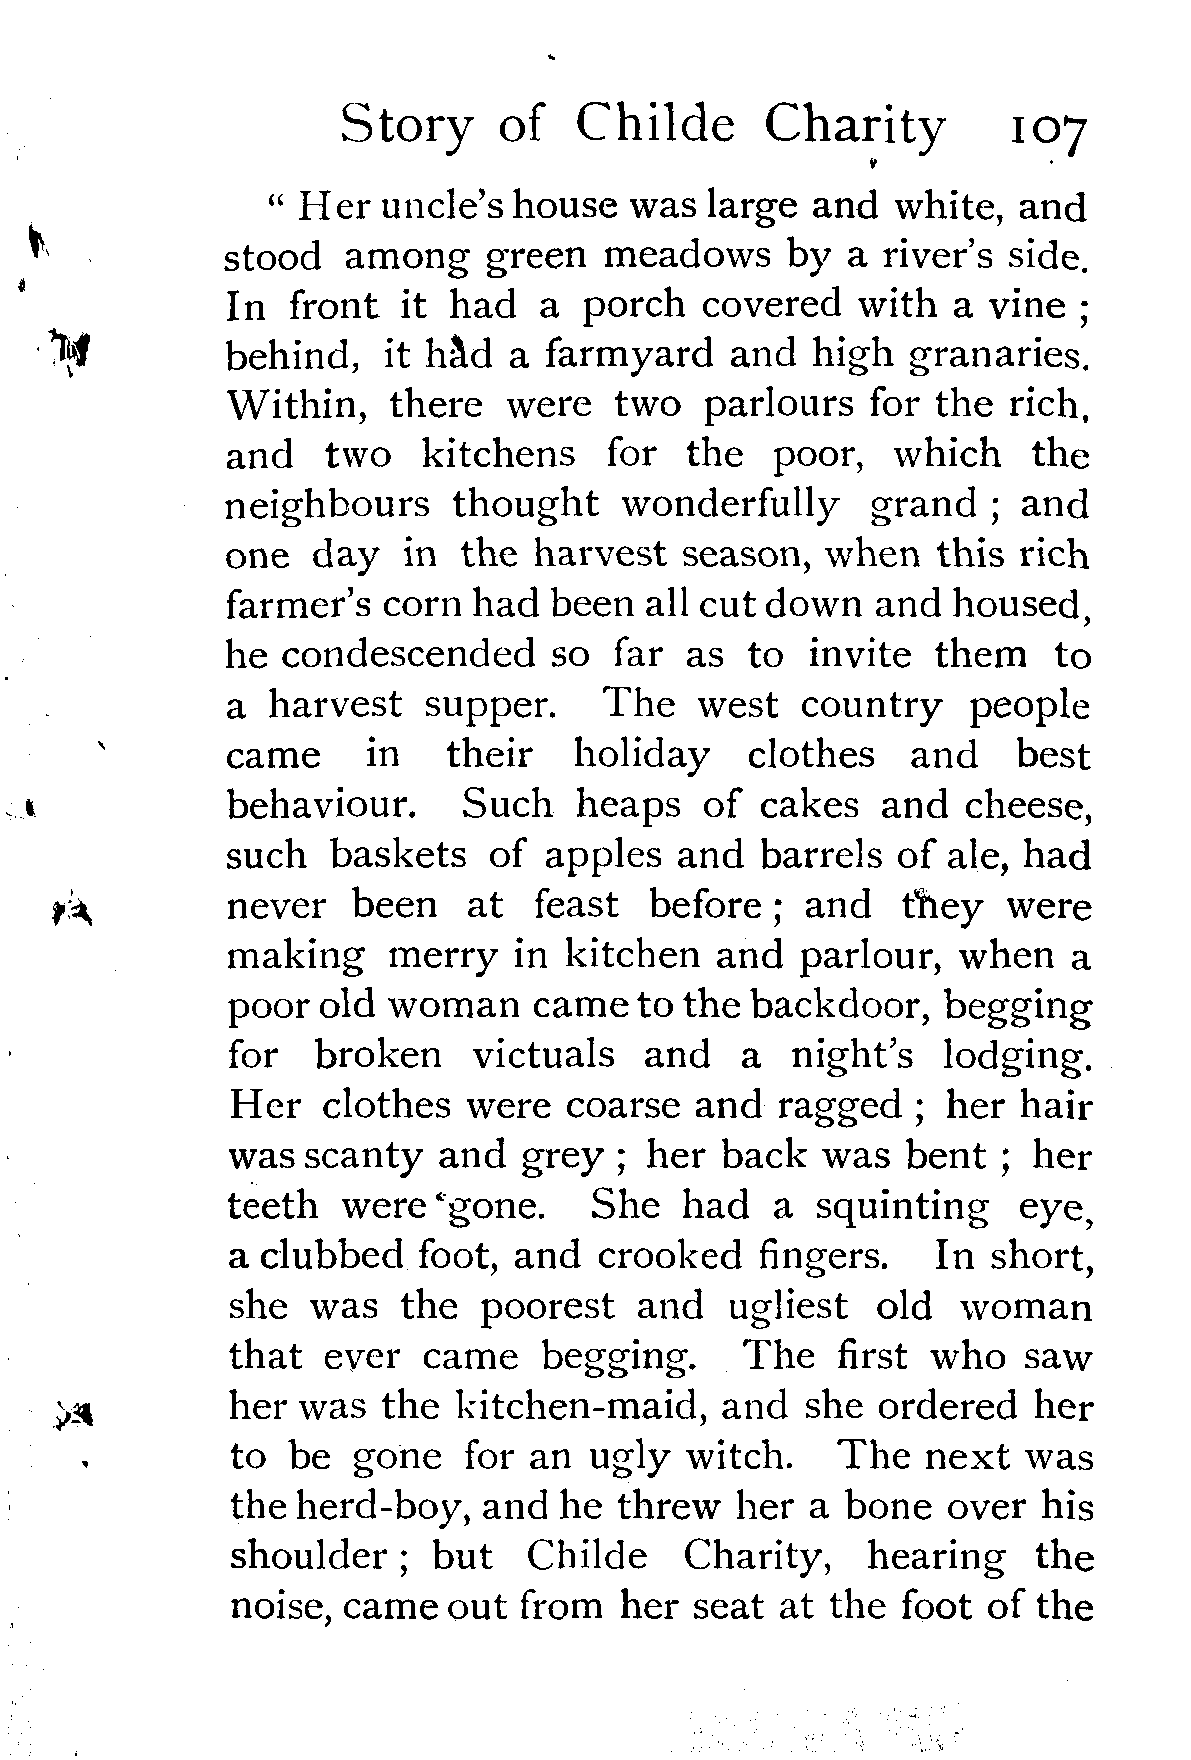 Story of Childe Charity 107
" Her uncle's house was large and white, and
stood among green meadows by a river's side.
In front it had a porch covered with a vine ;
behind, it had a farmyard and high granaries.
Within, there were two parlours for the rich,
and two kitchens for the poor, which the
neighbours thought wonderfully grand ; and
one day in the harvest season, when this rich
farmer's corn had been all cut down and housed,
he condescended so far as to invite them to
a harvest supper. The west country people
came in their holiday clothes and best
behaviour. Such heaps of cakes and cheese,
such baskets of apples and barrels of ale, had
never been at feast before ; and they were
making merry in kitchen and parlour, when a
poor old woman came to the backdoor, begging
for broken victuals and a night's lodging.
Her clothes were coarse and ragged ; her hair
was scanty and grey ; her back was bent ; her
teeth were gone. She had a squinting eye,
a clubbed foot, and crooked fingers. In short,
she was the poorest and ugliest old woman
that ever came begging. The first who saw
her was the kitchen-maid, and she ordered her
to be gone for an ugly witch. The next was
the herd-boy, and he threw her a bone over his
shoulder ; but Childe Charity, hearing the
noise, came out from her seat at the foot of the